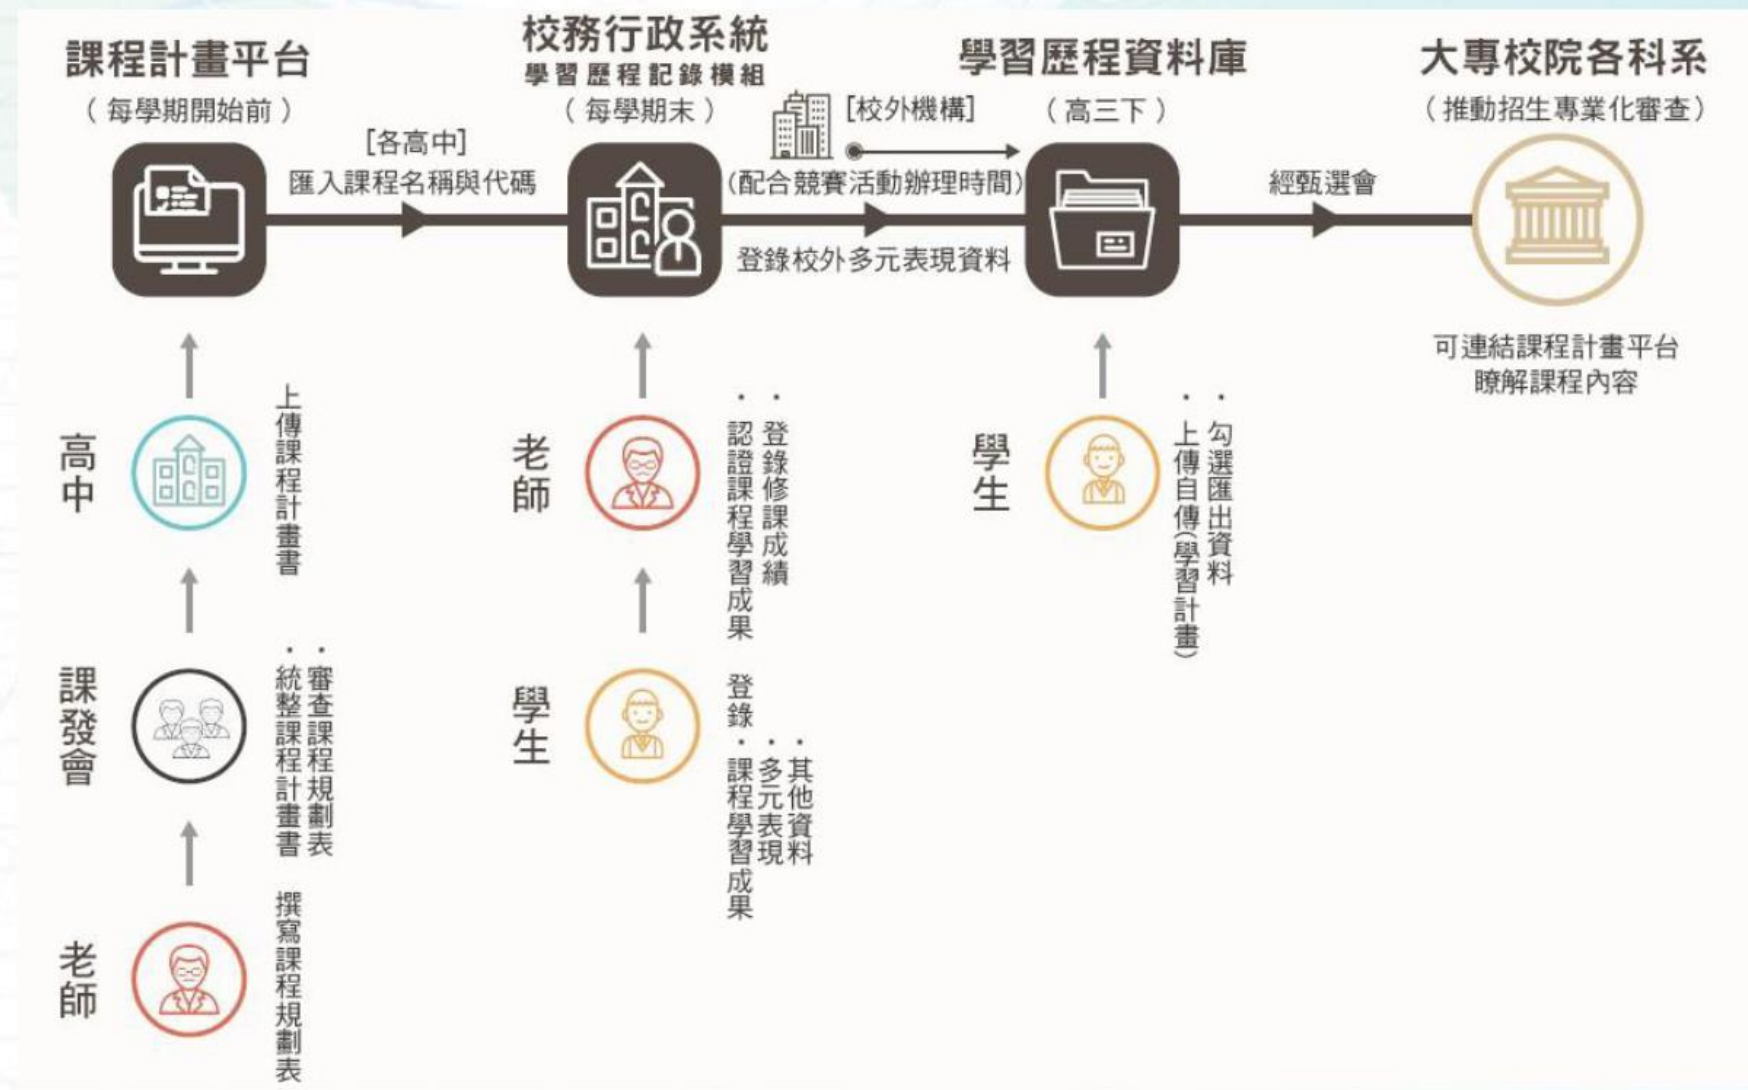 課程計畫平台
（每學期開始前）
[各高中]
匯入課程名稱與代碼
校務行政系統
學習歷程記錄模組
（每學期末）
[校外機構]
(配合競賽活動辦理時間)
登錄校外多元表現資料
學習歷程資料庫
（高三下）
經甄選會
大專校院各科系
（推動招生專業化審查）
可連結課程計畫平台
瞭解課程內容
高中
上傳課程計畫書
課發會
・審查課程規劃表
・統整課程計畫書
老師
撰寫課程規劃表
老師
・登錄修課成績
・認證課程學習成果
學生
登錄
・其他資料
・多元表現
・課程學習成果
學生
・勾選匯出資料
・上傳自傳(學習計畫)